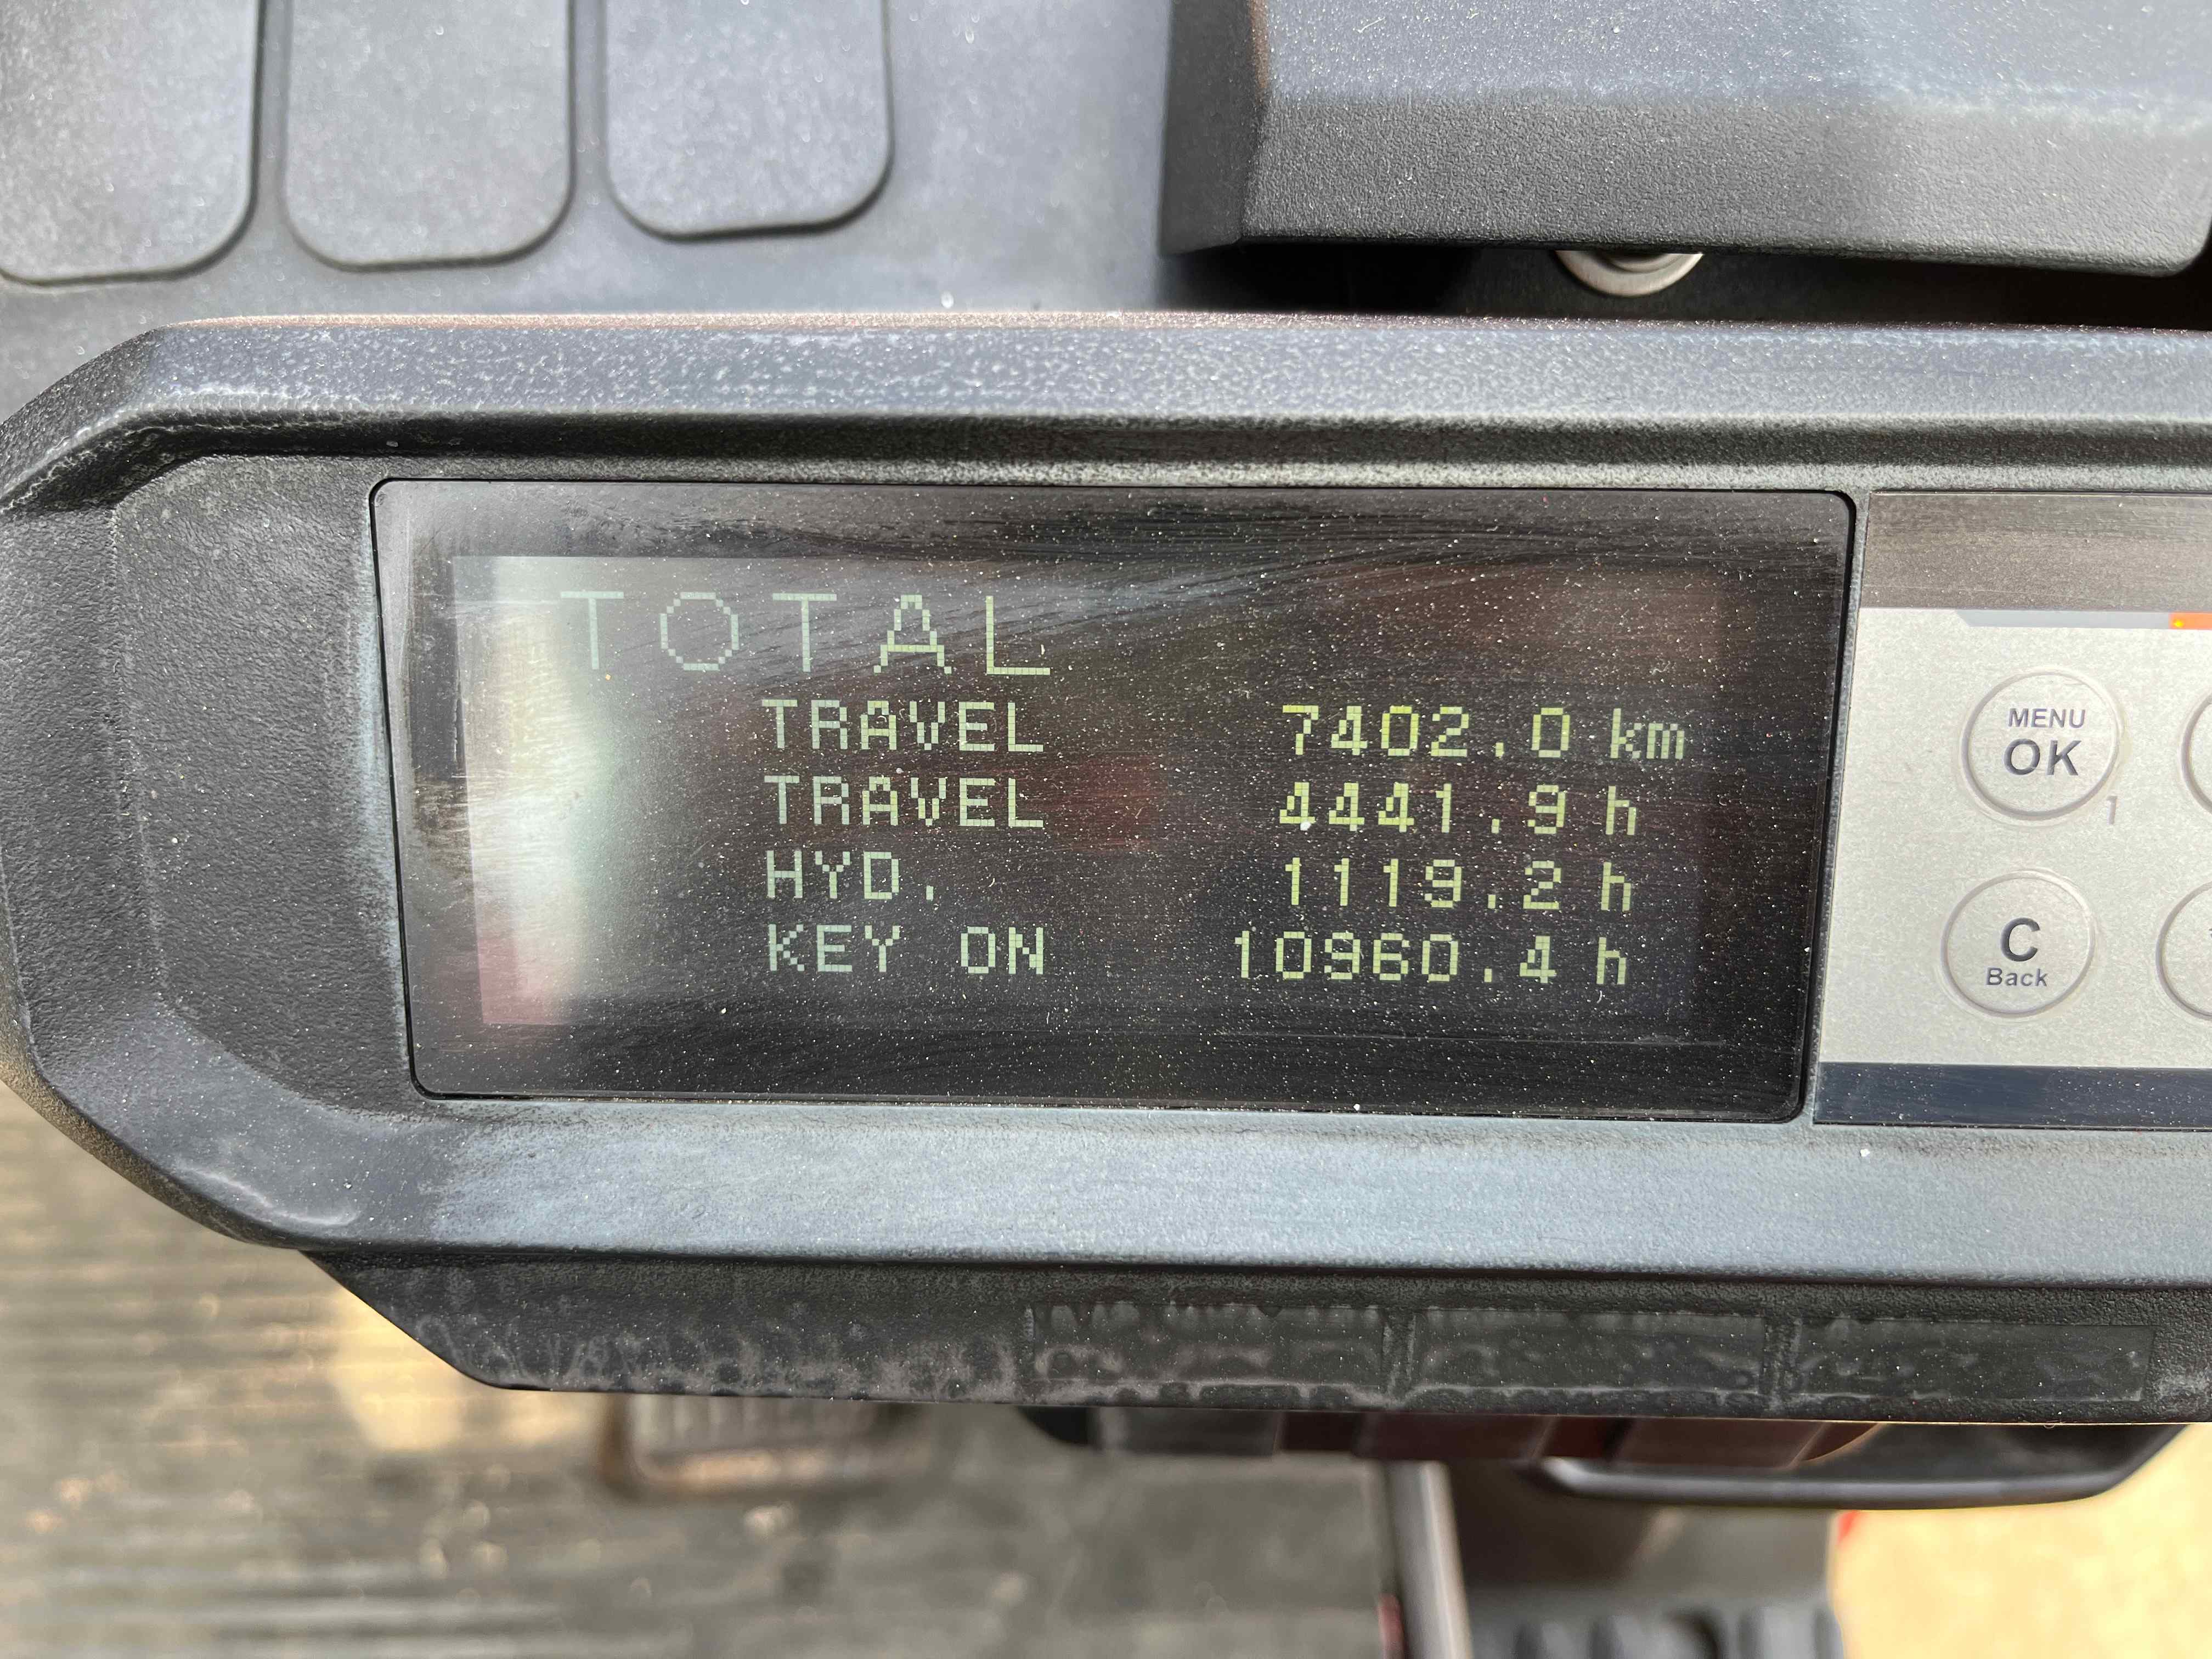 TOTAL
TRAVEL 7402.0 km
TRAVEL 4441.9 h
HYD. 1119.2 h
KEY ON 10960.4 h
MENU
OK
1
C
Back